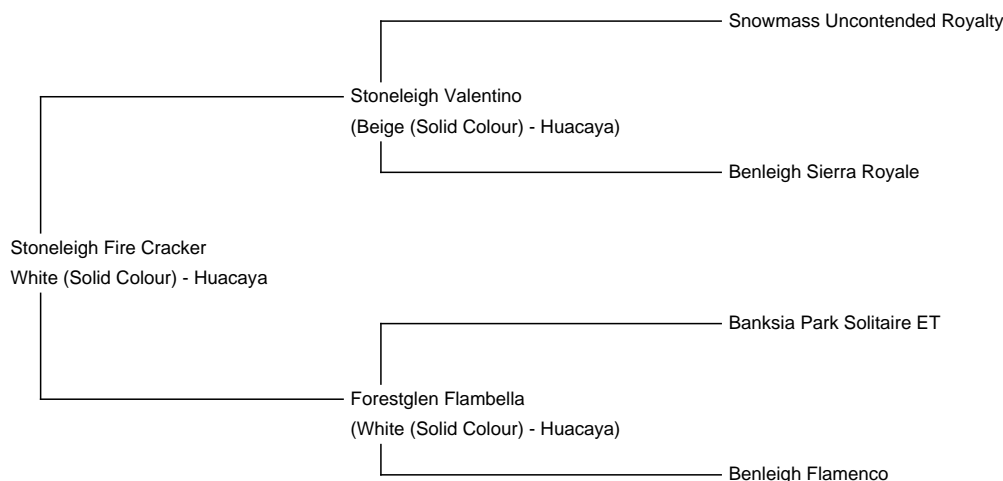 Snowmass Uncontended Royalty
Stoneleigh Valentino
(Beige (Solid Colour) - Huacaya)
Benleigh Sierra Royale
Stoneleigh Fire Cracker
White (Solid Colour) - Huacaya
Banksia Park Solitaire ET
Forestglen Flambella
(White (Solid Colour) - Huacaya)
Benleigh Flamenco